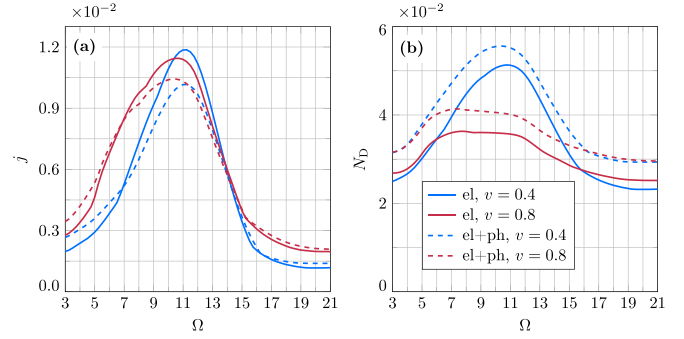 ×10⁻²
(a)
1.2
0.9
0.6
0.3
0.0
j
3 5 7 9 11 13 15 17 19 21
Ω
×10⁻²
(b)
6
4
2
0
N_D
el, v = 0.4
el, v = 0.8
el+ph, v = 0.4
el+ph, v = 0.8
3 5 7 9 11 13 15 17 19 21
Ω